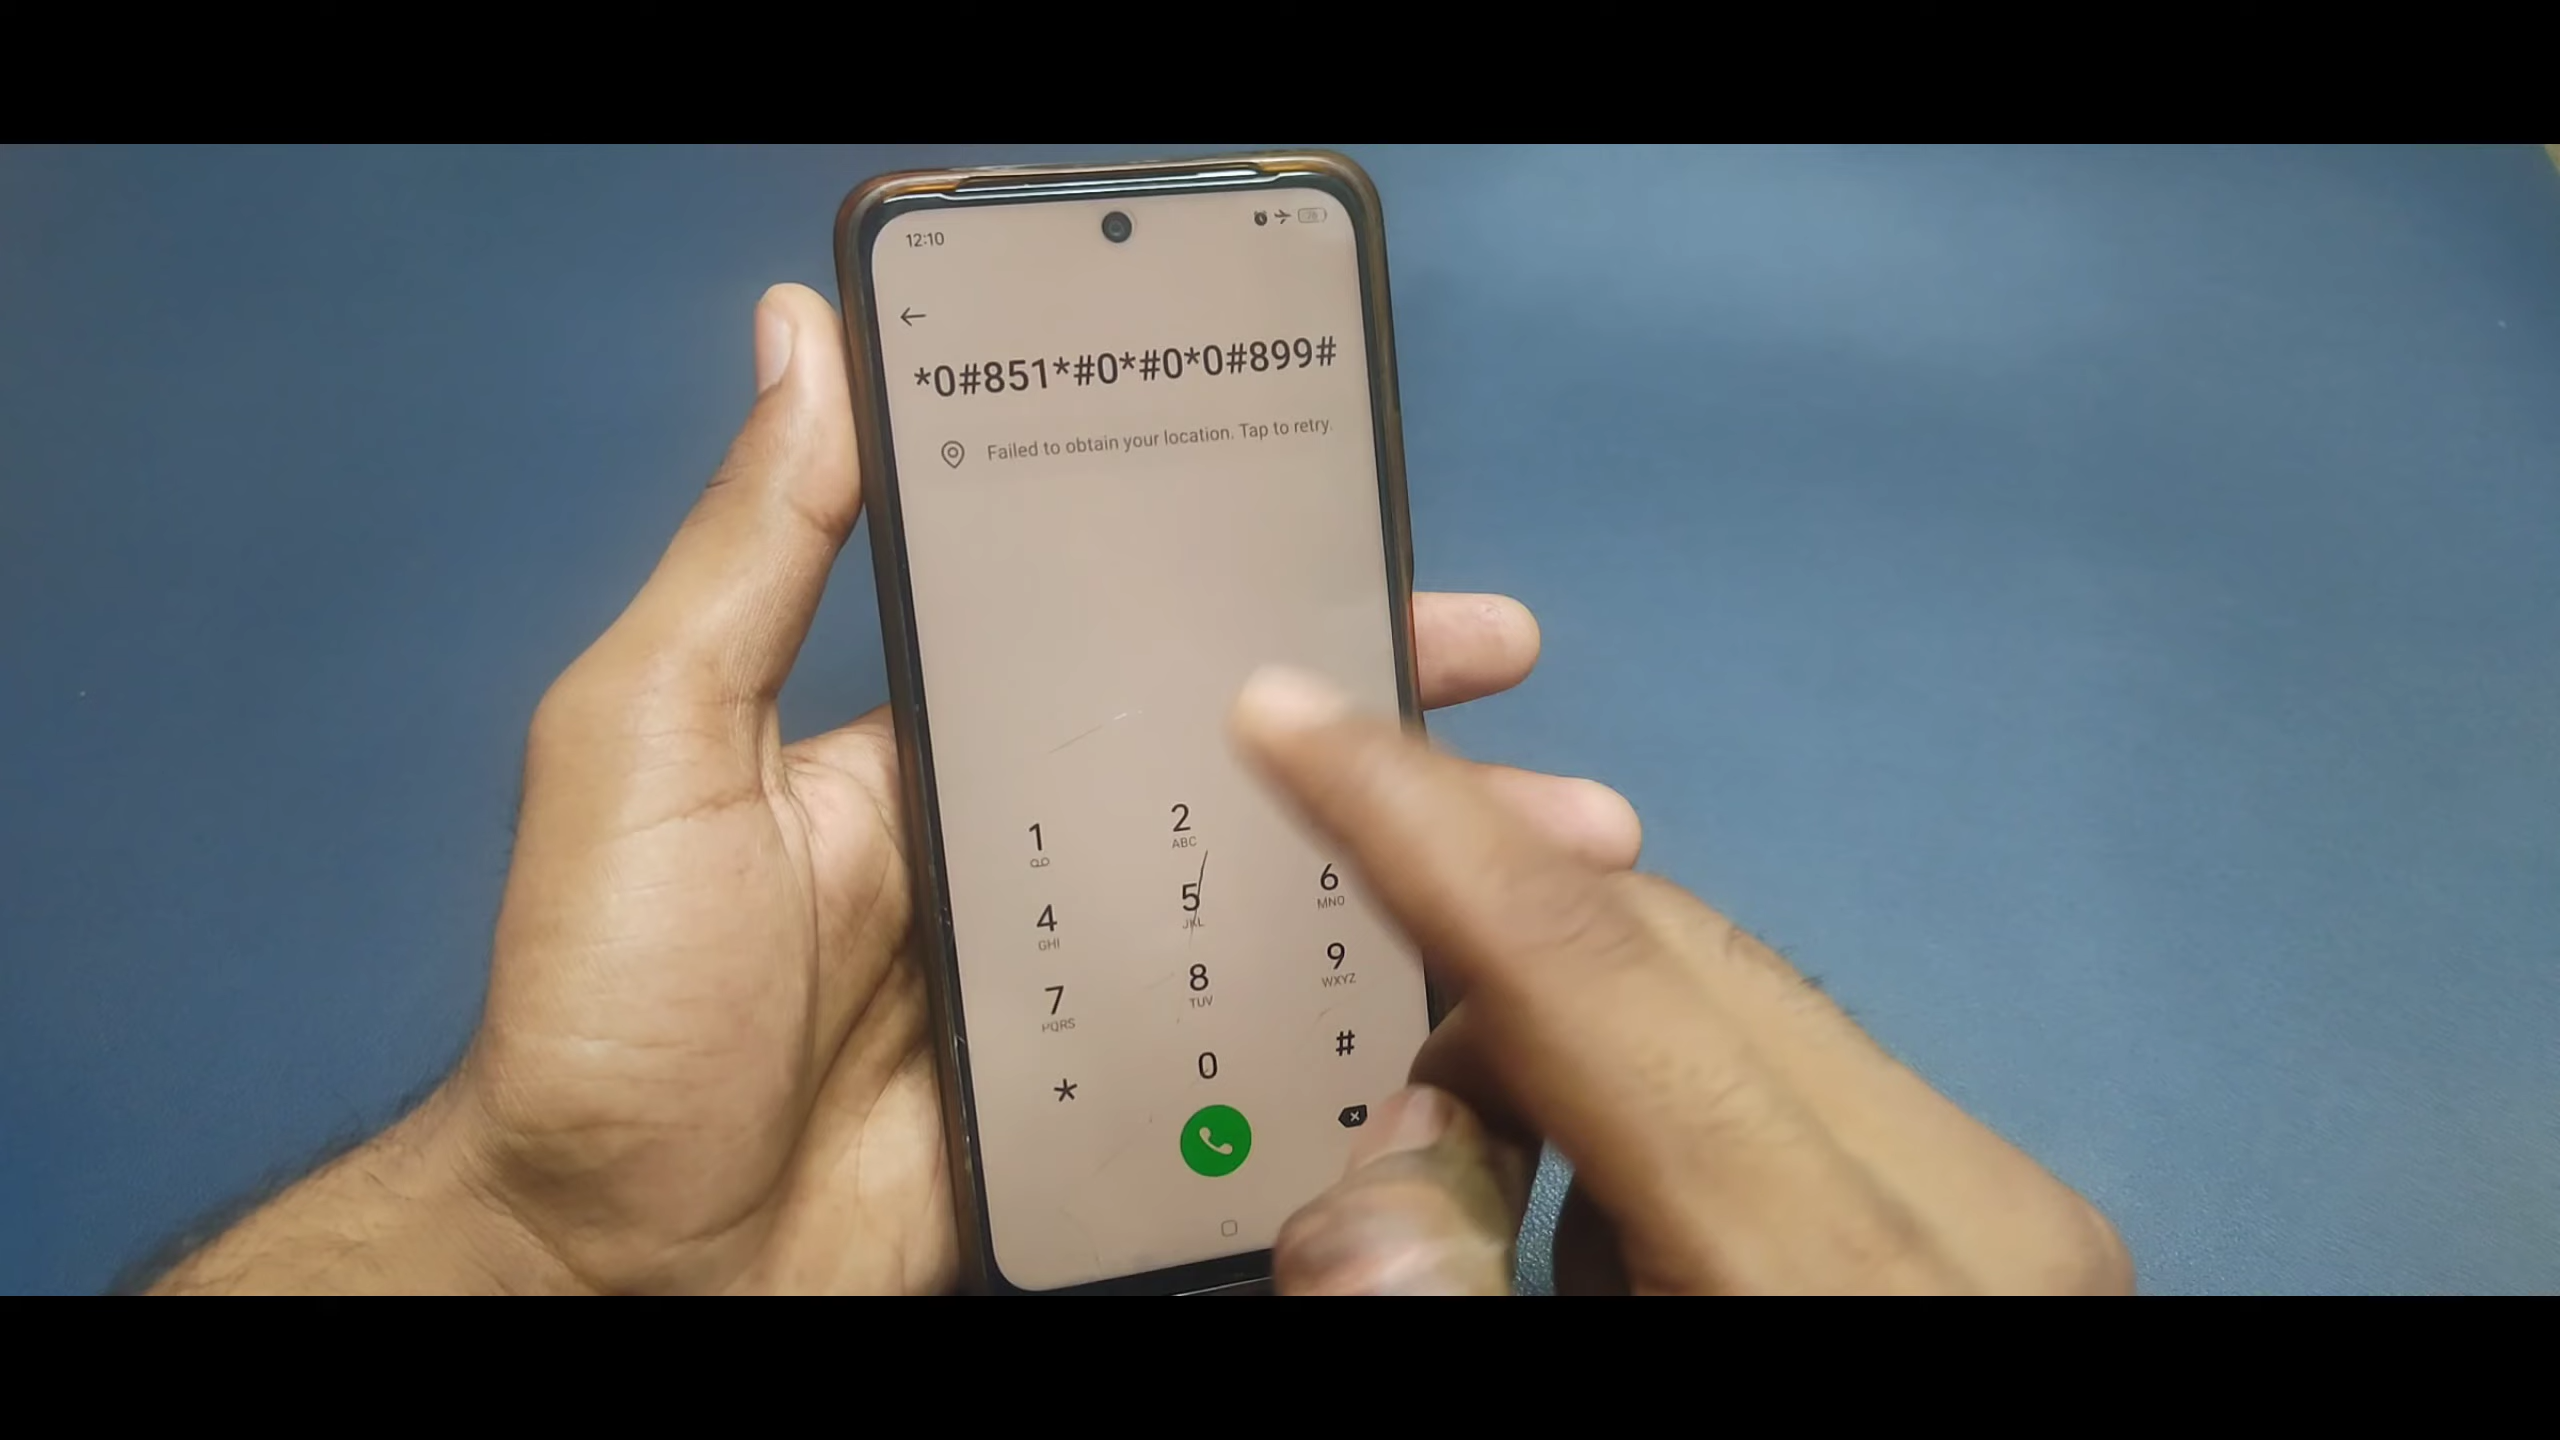 12:10
*0#851*#0*#0*0#899#
Failed to obtain your location. Tap to retry.
1 2
ABC
4 5 6
GHI JKL MNO
7 8 9
PQRS TUV WXYZ
* 0 #